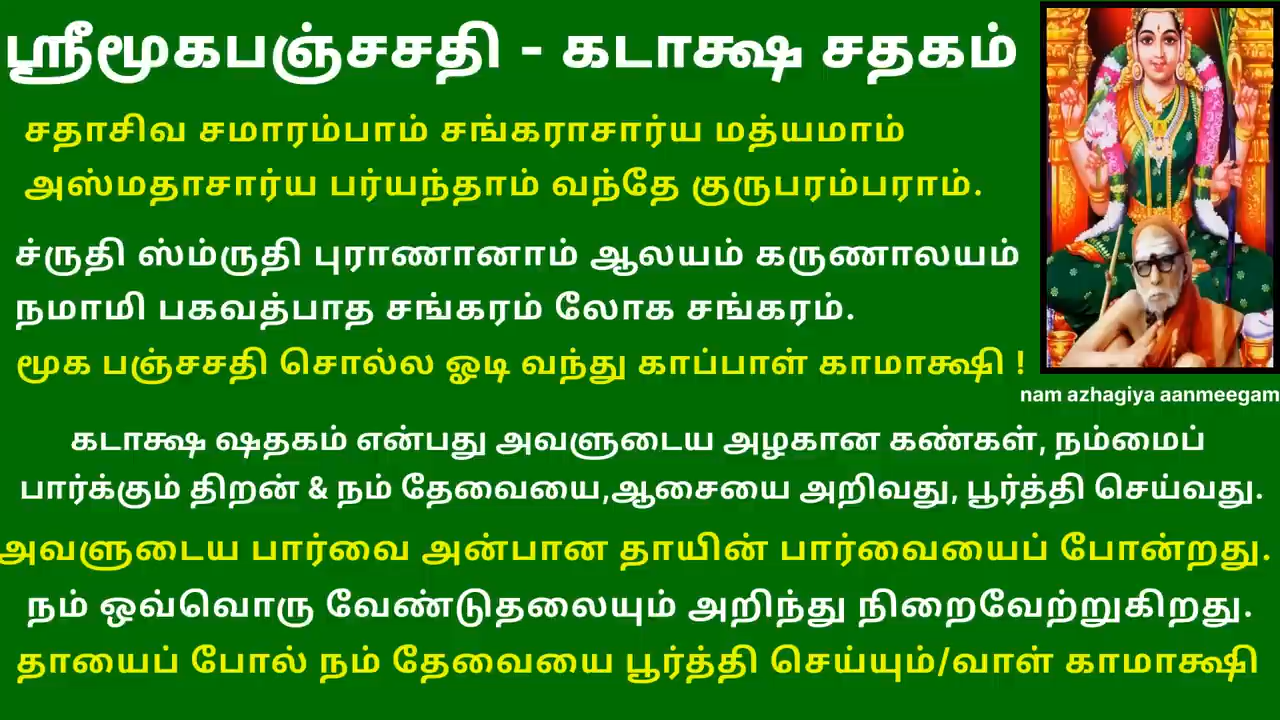 ஸ்ரீமூகபஞ்சசதி - கடாக்ஷ சதகம்
சதாசிவ சமாரம்பாம் சங்கராசார்ய மத்யமாம்
அஸ்மதாசார்ய பர்யந்தாம் வந்தே குருபரம்பராம்.
ச்ருதி ஸ்ம்ருதி புராணானாம் ஆலயம் கருணாலயம்
நமாமி பகவத்பாத சங்கரம் லோக சங்கரம்.
மூக பஞ்சசதி சொல்ல ஓடி வந்து காப்பாள் காமாக்ஷி !
nam azhagiya aanmeegam
கடாக்ஷ ஷதகம் என்பது அவளுடைய அழகான கண்கள், நம்மைப்
பார்க்கும் திறன் & நம் தேவையை,ஆசையை அறிவது, பூர்த்தி செய்வது.
அவளுடைய பார்வை அன்பான தாயின் பார்வையைப் போன்றது.
நம் ஒவ்வொரு வேண்டுதலையும் அறிந்து நிறைவேற்றுகிறது.
தாயைப் போல் நம் தேவையை பூர்த்தி செய்யும்/வாள் காமாக்ஷி